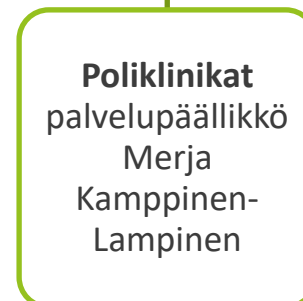 Poliklinikat
palvelupäällikkö
Merja
Kamppinen-
Lampinen